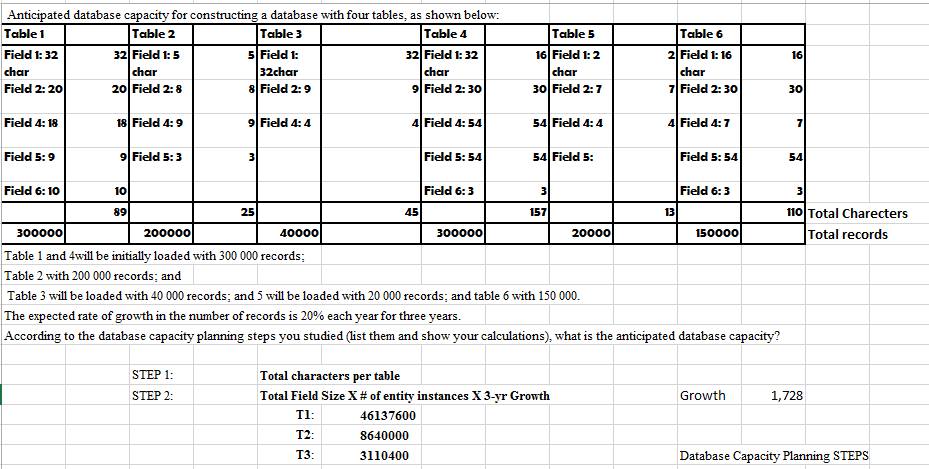 Anticipated database capacity for constructing a database with four tables, as shown below:
Table 1 Table 2 Table 3 Table 4 Table 5 Table 6
Field 1: 32 char 32 Field 1: 5 char 5 Field 1: 32char 32 Field 1: 32 char 16 Field 1: 2 char 2 Field 1: 16 char 16
Field 2: 20 20 Field 2: 8 8 Field 2: 9 9 Field 2: 30 30 Field 2: 7 7 Field 2: 30 30
Field 4: 18 18 Field 4: 9 9 Field 4: 4 4 Field 4: 54 54 Field 4: 4 4 Field 4: 7 7
Field 5: 9 9 Field 5: 3 3 Field 5: 54 54 Field 5: Field 5: 54 54
Field 6: 10 10 Field 6: 3 3 Field 6: 3 3
89 25 45 157 13 110 Total Charecters
300000 200000 40000 300000 20000 150000 Total records
Table 1 and 4will be initially loaded with 300 000 records;
Table 2 with 200 000 records; and
Table 3 will be loaded with 40 000 records; and 5 will be loaded with 20 000 records; and table 6 with 150 000.
The expected rate of growth in the number of records is 20% each year for three years.
According to the database capacity planning steps you studied (list them and show your calculations), what is the anticipated database capacity?
STEP 1: Total characters per table
STEP 2: Total Field Size X # of entity instances X 3-yr Growth Growth 1,728
T1: 46137600
T2: 8640000
T3: 3110400 Database Capacity Planning STEPS